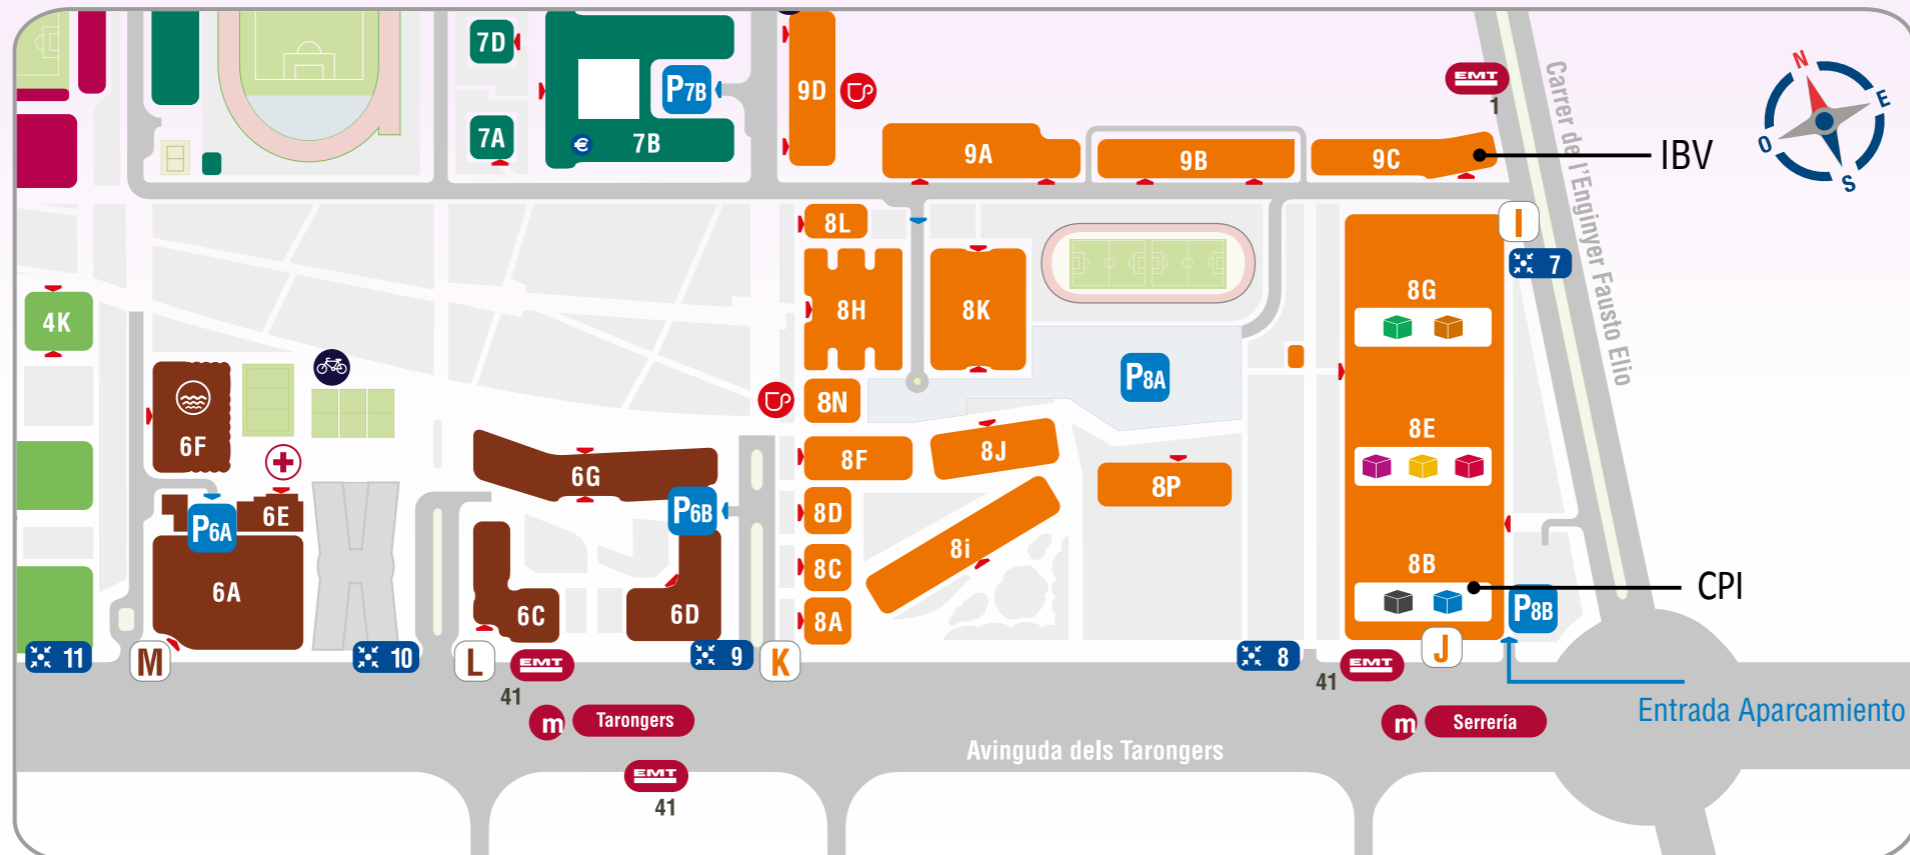 7D
P7B
9D
EMT
1
N
E
O
S
7A
€
7B
9A
9B
9C
IBV
Carrer de l'Enginyer Fausto Elio
8L
I
7
4K
8H
8K
8G
P8A
8N
6F
6G
8F
8J
8E
8P
P6A
6E
P6B
8D
8i
8C
8B
CPI
6A
6C
6D
8A
P8B
11
M
10
L
EMT
41
9
K
8
EMT
41
J
m
Tarongers
m
Serrería
Entrada Aparcamiento
Avinguda dels Tarongers
EMT
41